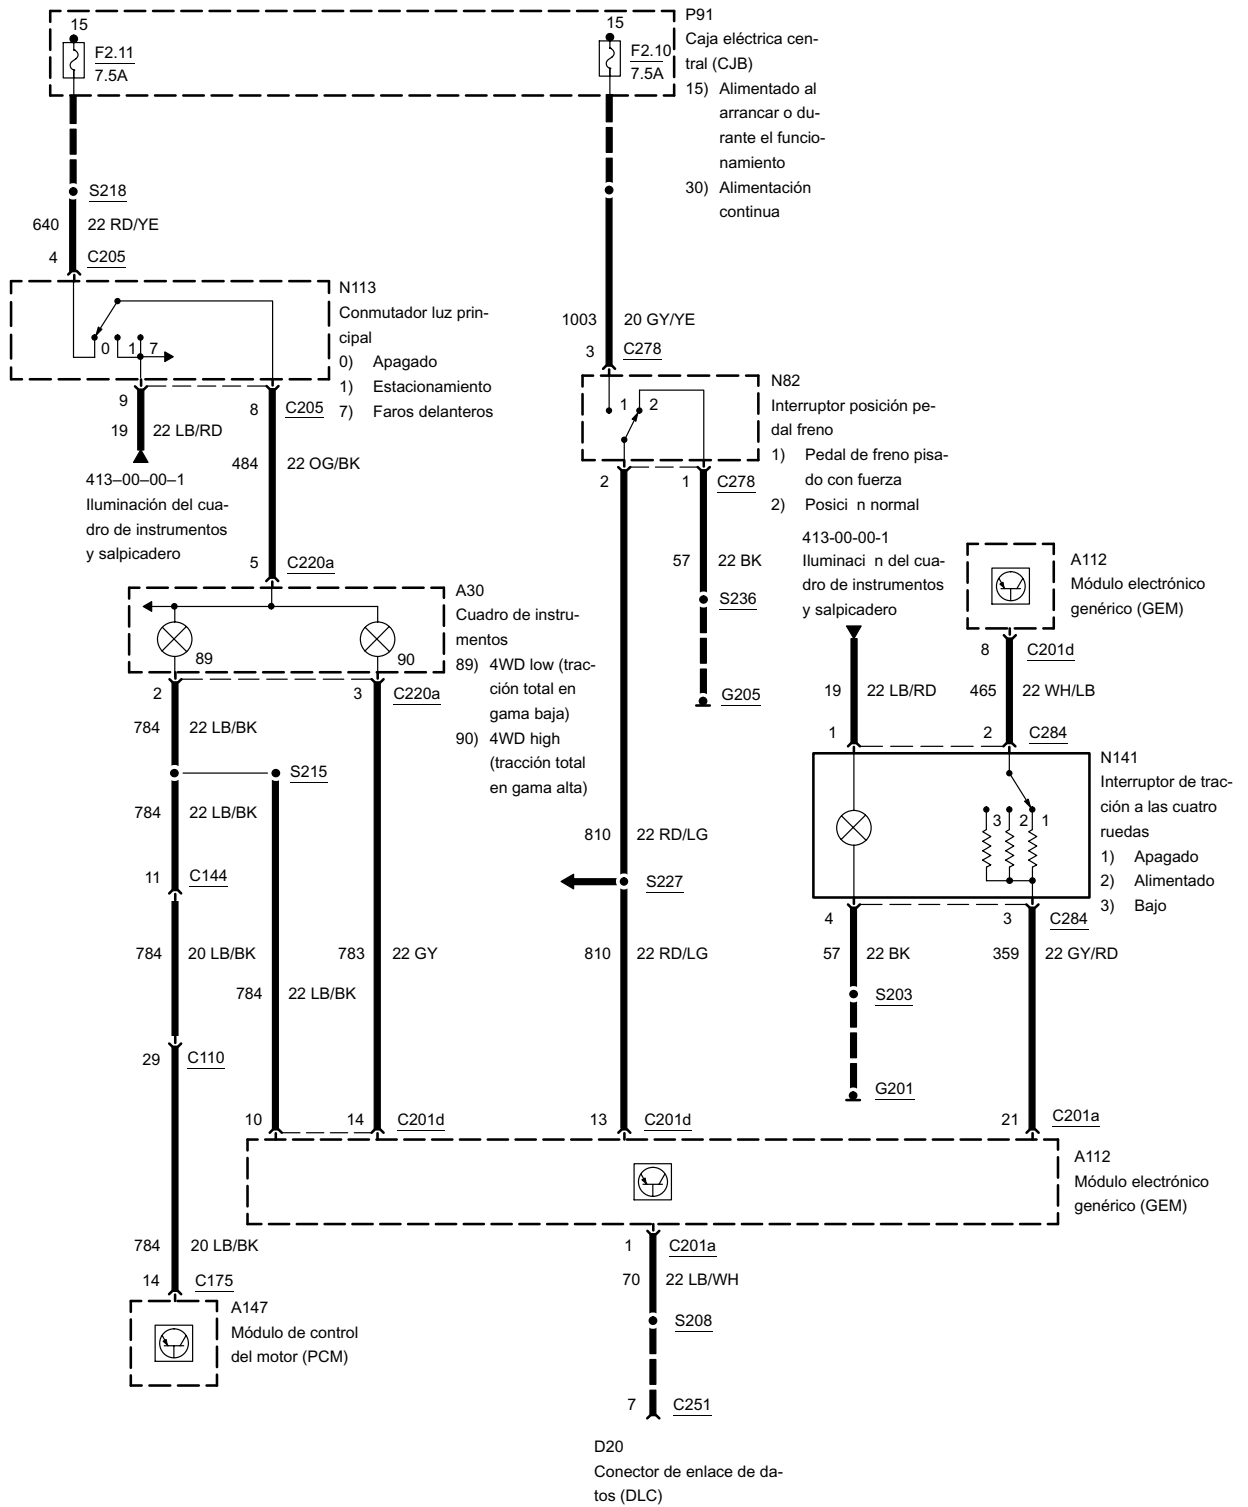 15
F2.11
7.5A
15
F2.10
7.5A
P91
Caja eléctrica cen-
tral (CJB)
15) Alimentado al
arrancar o du-
rante el funcio-
namiento
30) Alimentación
continua
S218
640 22 RD/YE
4 C205
N113
Conmutador luz prin-
cipal
0) Apagado
1) Estacionamiento
7) Faros delanteros
0 1 7
9
8 C205
19 22 LB/RD
413–00–00–1
Iluminación del cua-
dro de instrumentos
y salpicadero
484 22 OG/BK
5 C220a
1003 20 GY/YE
3 C278
N82
Interruptor posición pe-
dal freno
1) Pedal de freno pisa-
do con fuerza
2) Posici n normal
1 2
2
1 C278
57 22 BK
S236
G205
413-00-00-1
Iluminaci n del cua-
dro de instrumentos
y salpicadero
A112
Módulo electrónico
genérico (GEM)
8 C201d
19 22 LB/RD
465 22 WH/LB
1
2 C284
A30
Cuadro de instru-
mentos
89) 4WD low (trac-
ción total en
gama baja)
90) 4WD high
(tracción total
en gama alta)
89
90
2
3 C220a
784 22 LB/BK
S215
784 22 LB/BK
11 C144
784 20 LB/BK
783 22 GY
784 22 LB/BK
29 C110
N141
Interruptor de trac-
ción a las cuatro
ruedas
1) Apagado
2) Alimentado
3) Bajo
3 2 1
4
3 C284
810 22 RD/LG
S227
810 22 RD/LG
57 22 BK
359 22 GY/RD
S203
G201
10
14 C201d
13 C201d
21 C201a
A112
Módulo electrónico
genérico (GEM)
784 20 LB/BK
14 C175
A147
Módulo de control
del motor (PCM)
1 C201a
70 22 LB/WH
S208
7 C251
D20
Conector de enlace de da-
tos (DLC)